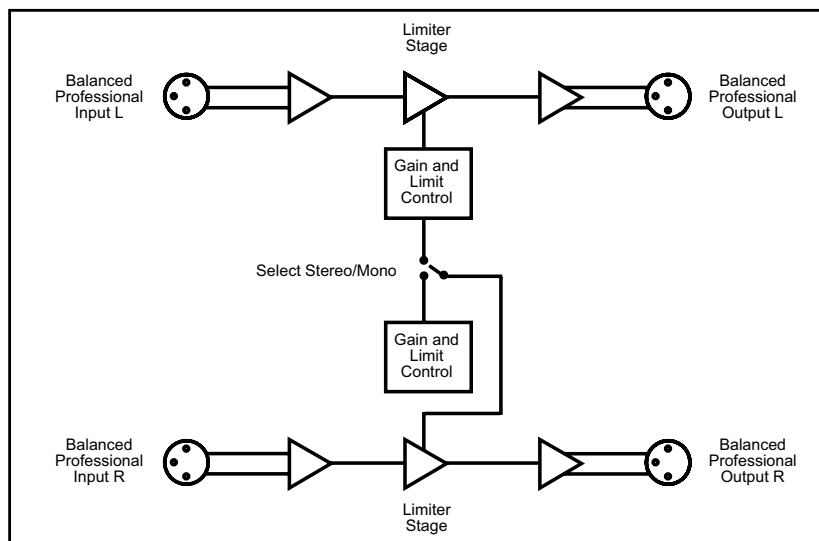 Limiter
Stage
Balanced
Professional
Input L
Balanced
Professional
Output L
Gain and
Limit
Control
Select Stereo/Mono
Gain and
Limit
Control
Balanced
Professional
Input R
Balanced
Professional
Output R
Limiter
Stage